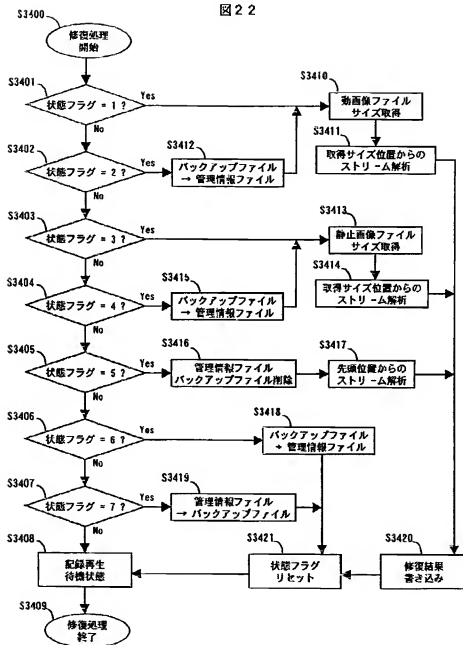 図22
S3400
修復処理
開始
S3401
状態フラグ = 1 ?
Yes
No
S3410
動画像ファイル
サイズ取得
S3411
取得サイズ位置からの
ストリーム解析
S3402
状態フラグ = 2 ?
Yes
No
S3412
バックアップファイル
→ 管理情報ファイル
S3403
状態フラグ = 3 ?
Yes
No
S3413
静止画像ファイル
サイズ取得
S3414
取得サイズ位置からの
ストリーム解析
S3404
状態フラグ = 4 ?
Yes
No
S3415
バックアップファイル
→ 管理情報ファイル
S3405
状態フラグ = 5 ?
Yes
No
S3416
管理情報ファイル
バックアップファイル削除
S3417
先頭位置からの
ストリーム解析
S3406
状態フラグ = 6 ?
Yes
No
S3418
バックアップファイル
→ 管理情報ファイル
S3407
状態フラグ = 7 ?
Yes
No
S3419
管理情報ファイル
→ バックアップファイル
S3408
記録再生
待機状態
S3421
状態フラグ
リセット
S3420
修復結果
書き込み
S3409
修復処理
終了